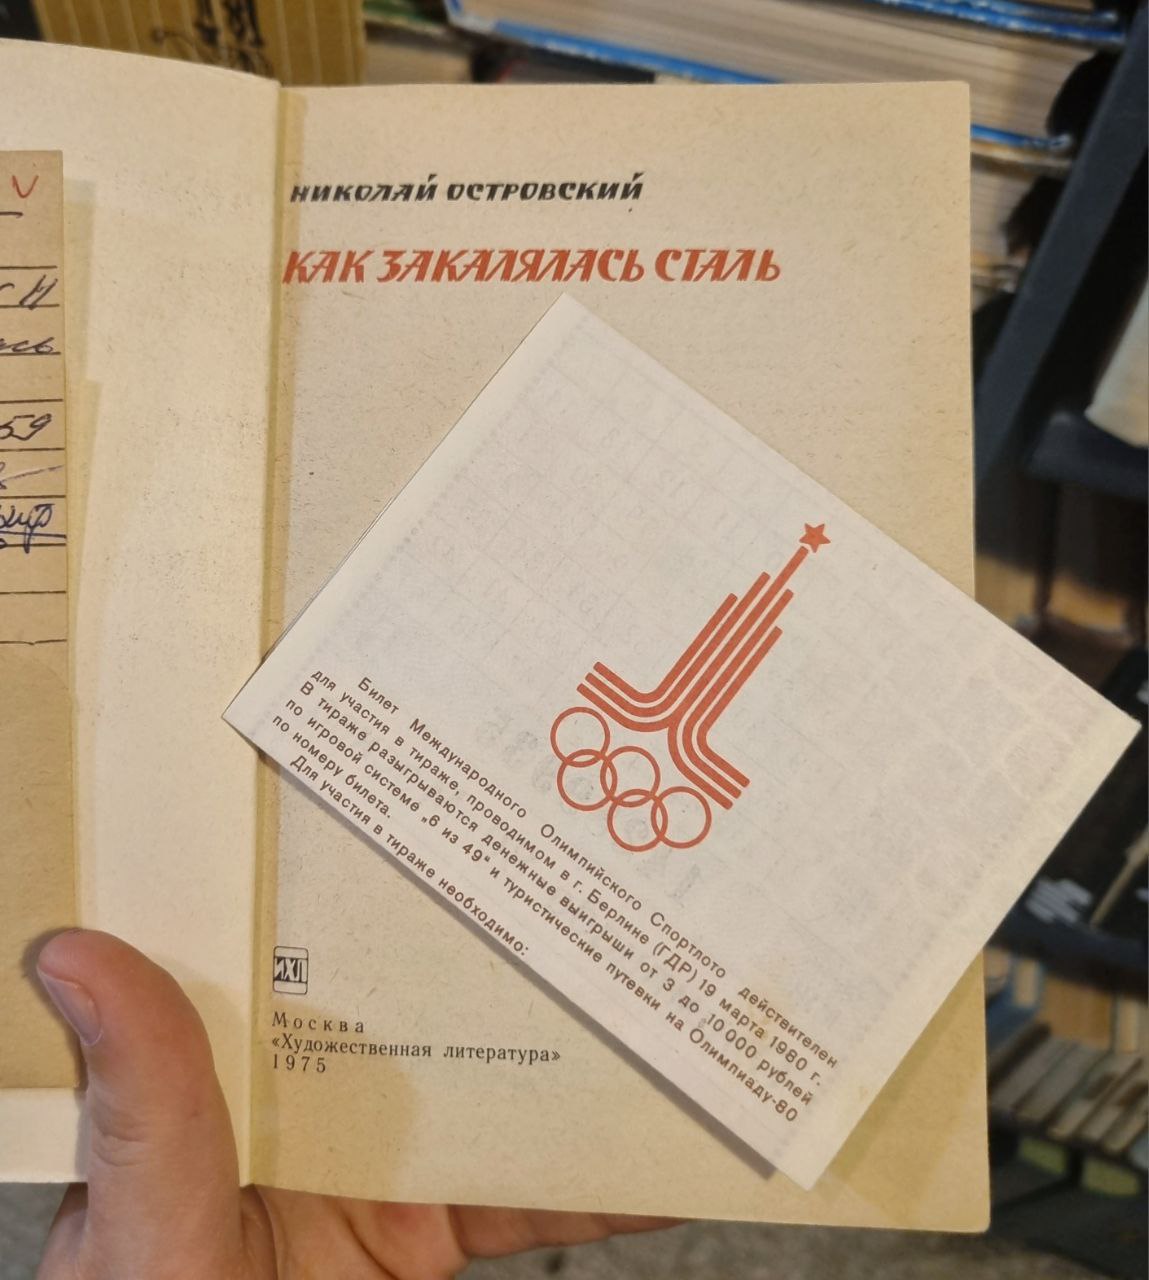 НИКОЛАЙ ОСТРОВСКИЙ
КАК ЗАКАЛЯЛАСЬ СТАЛЬ
Билет Международного Олимпийского Спортлото действителен
для участия в тираже, проводимом в г. Берлине (ГДР) 19 марта 1980 г.
В тираже разыгрываются денежные выигрыши от 3 до 10 000 рублей
по игровой системе „6 из 49“ и туристические путевки на Олимпиаду-80
по номеру билета.
Для участия в тираже необходимо:
ИХЛ
Москва
«Художественная литература»
1975
59